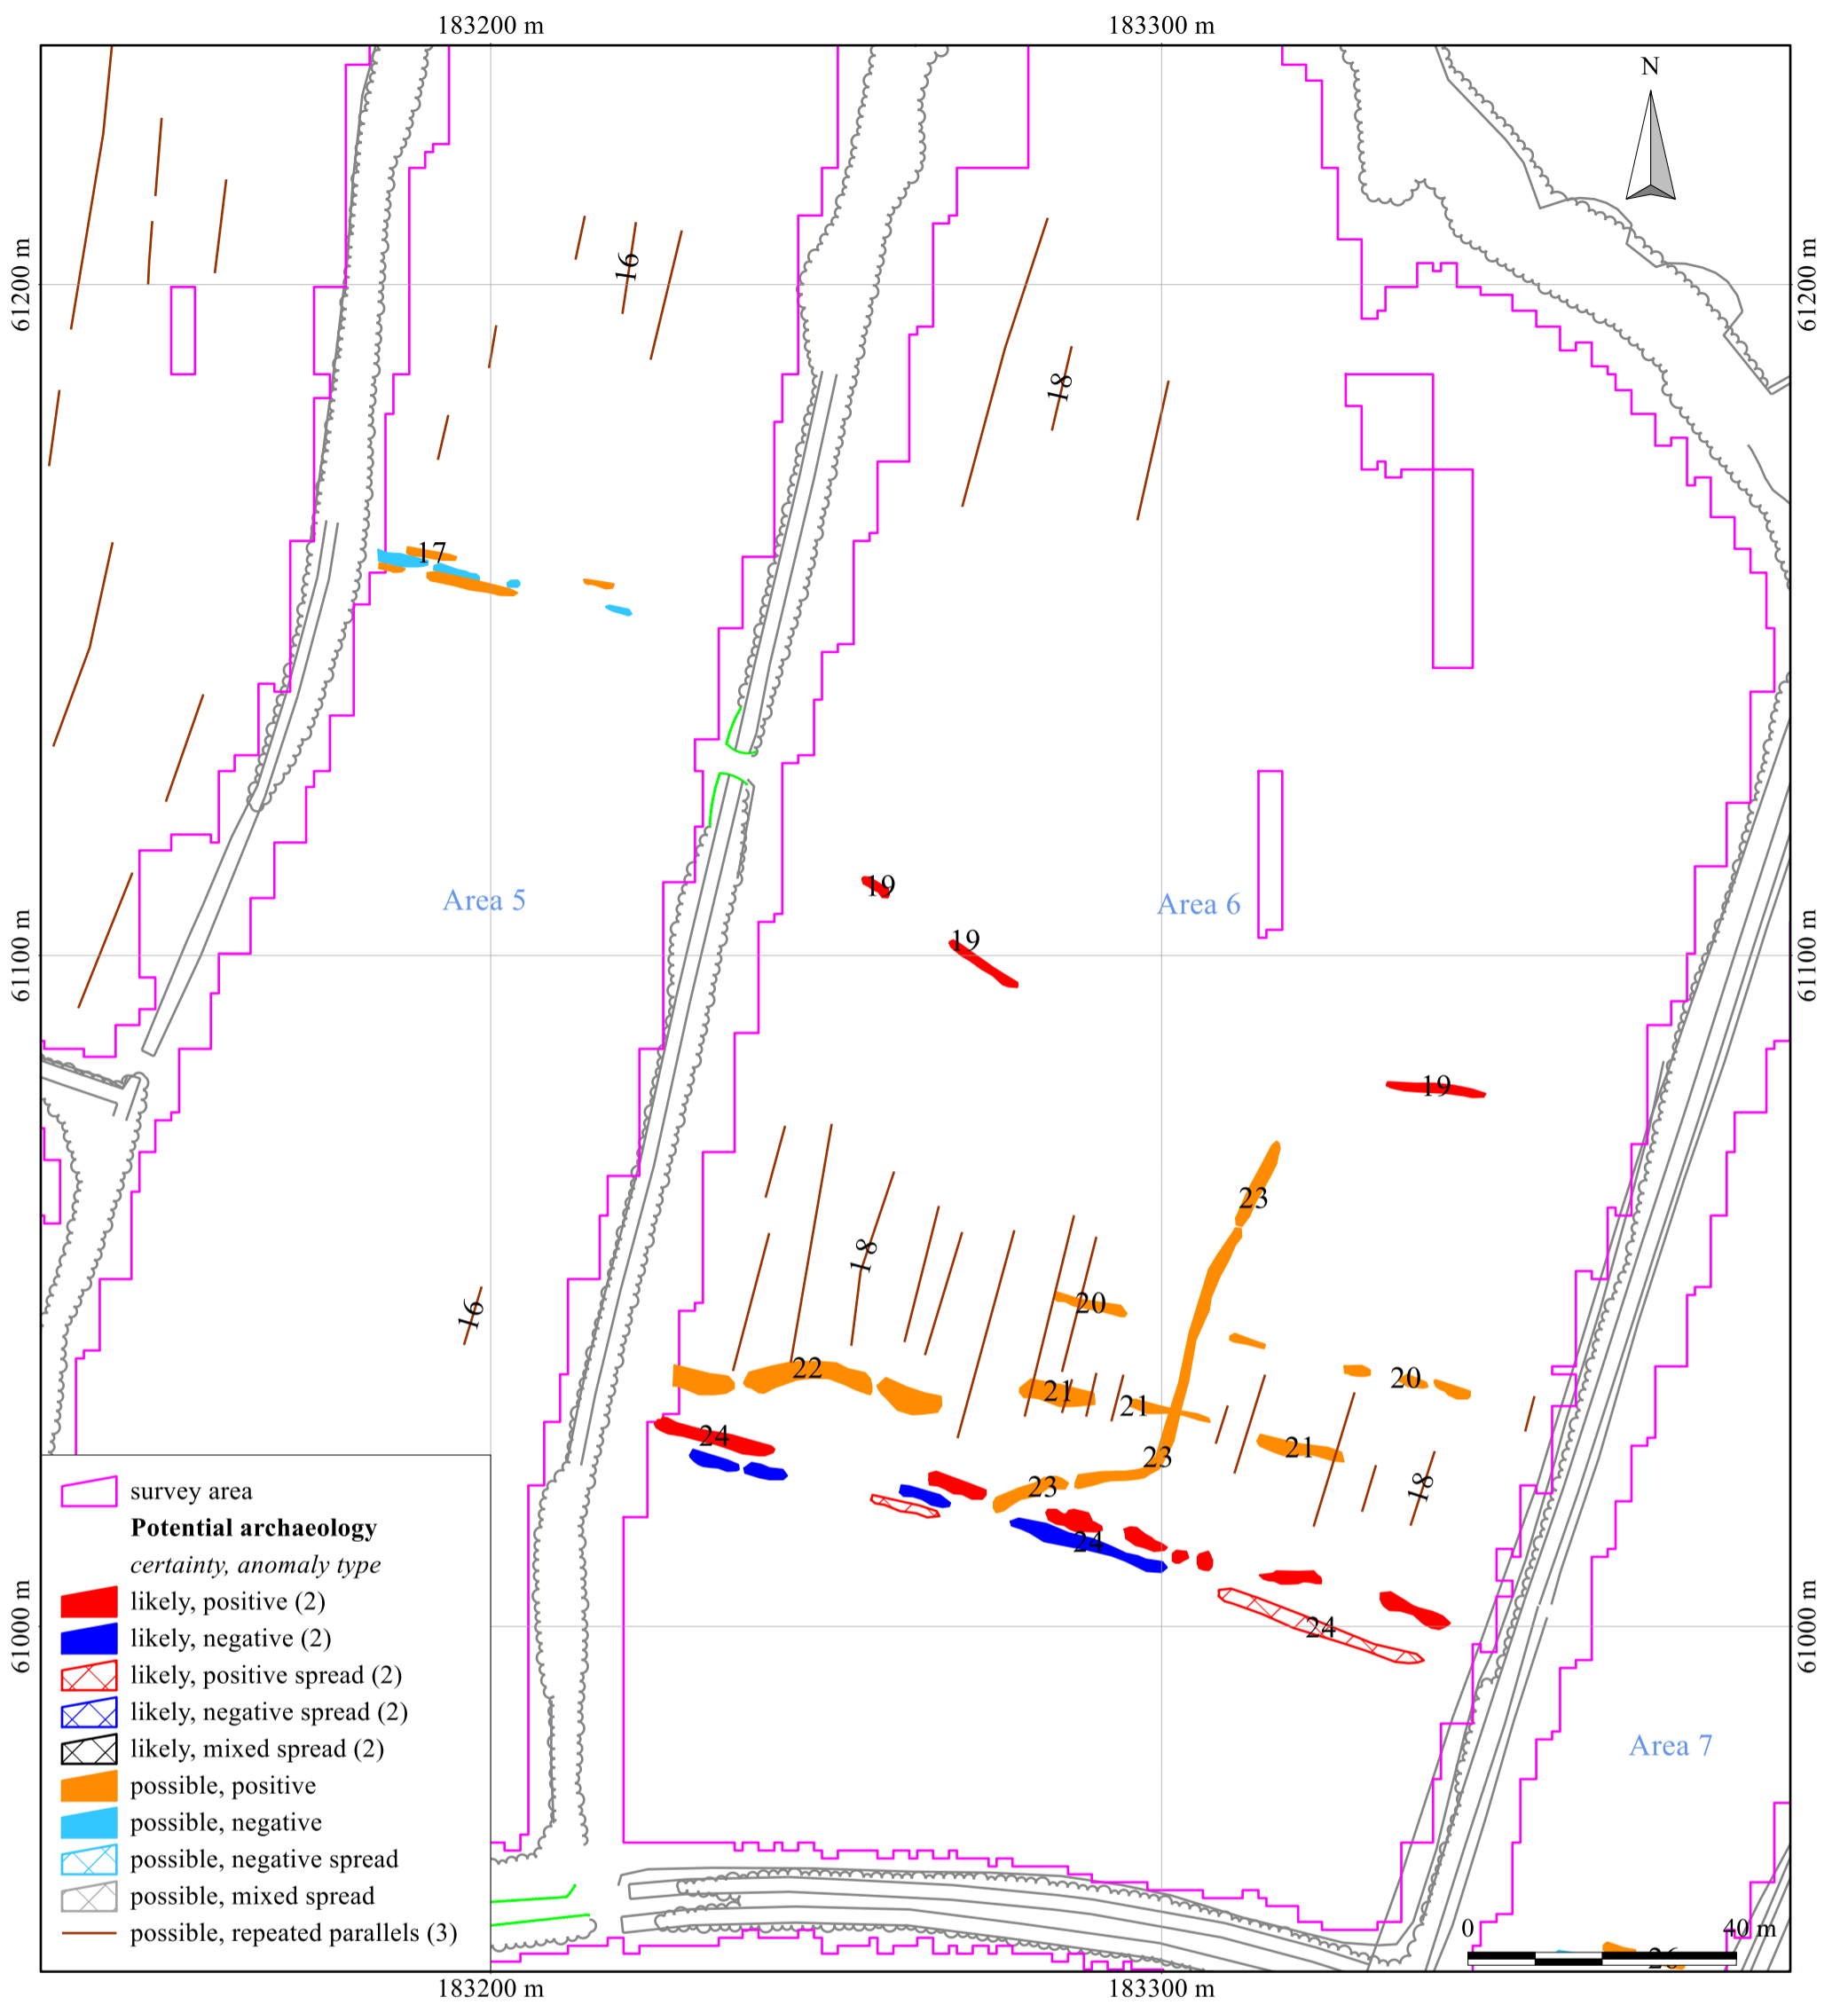 183200 m
183300 m
N
61200 m
61200 m
16
18
17
19
Area 5
Area 6
19
61100 m
61100 m
19
23
18
20
16
22
20
21
21
24
21
23
18
23
24
24
61000 m
61000 m
Area 7
survey area
Potential archaeology
certainty, anomaly type
likely, positive (2)
likely, negative (2)
likely, positive spread (2)
likely, negative spread (2)
likely, mixed spread (2)
possible, positive
possible, negative
possible, negative spread
possible, mixed spread
possible, repeated parallels (3)
0
40 m
26
183200 m
183300 m